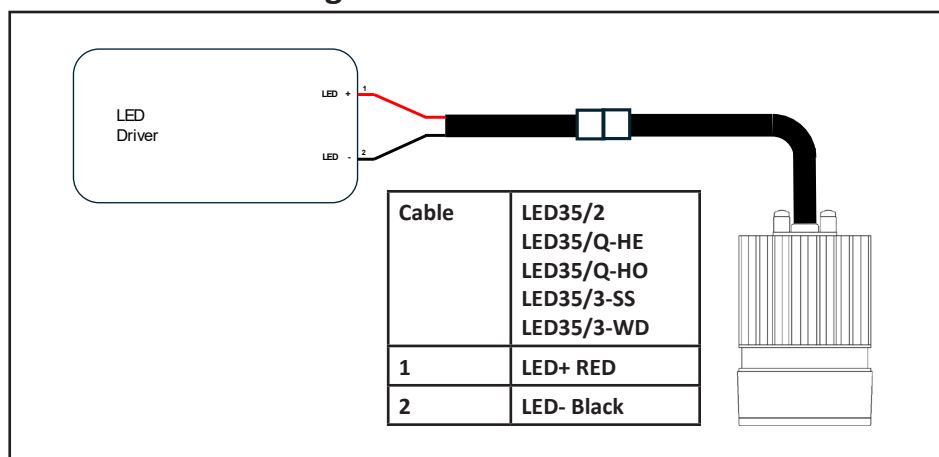 LED + 1
LED
Driver
LED - 2
Cable LED35/2
LED35/Q-HE
LED35/Q-HO
LED35/3-SS
LED35/3-WD
1 LED+ RED
2 LED- Black